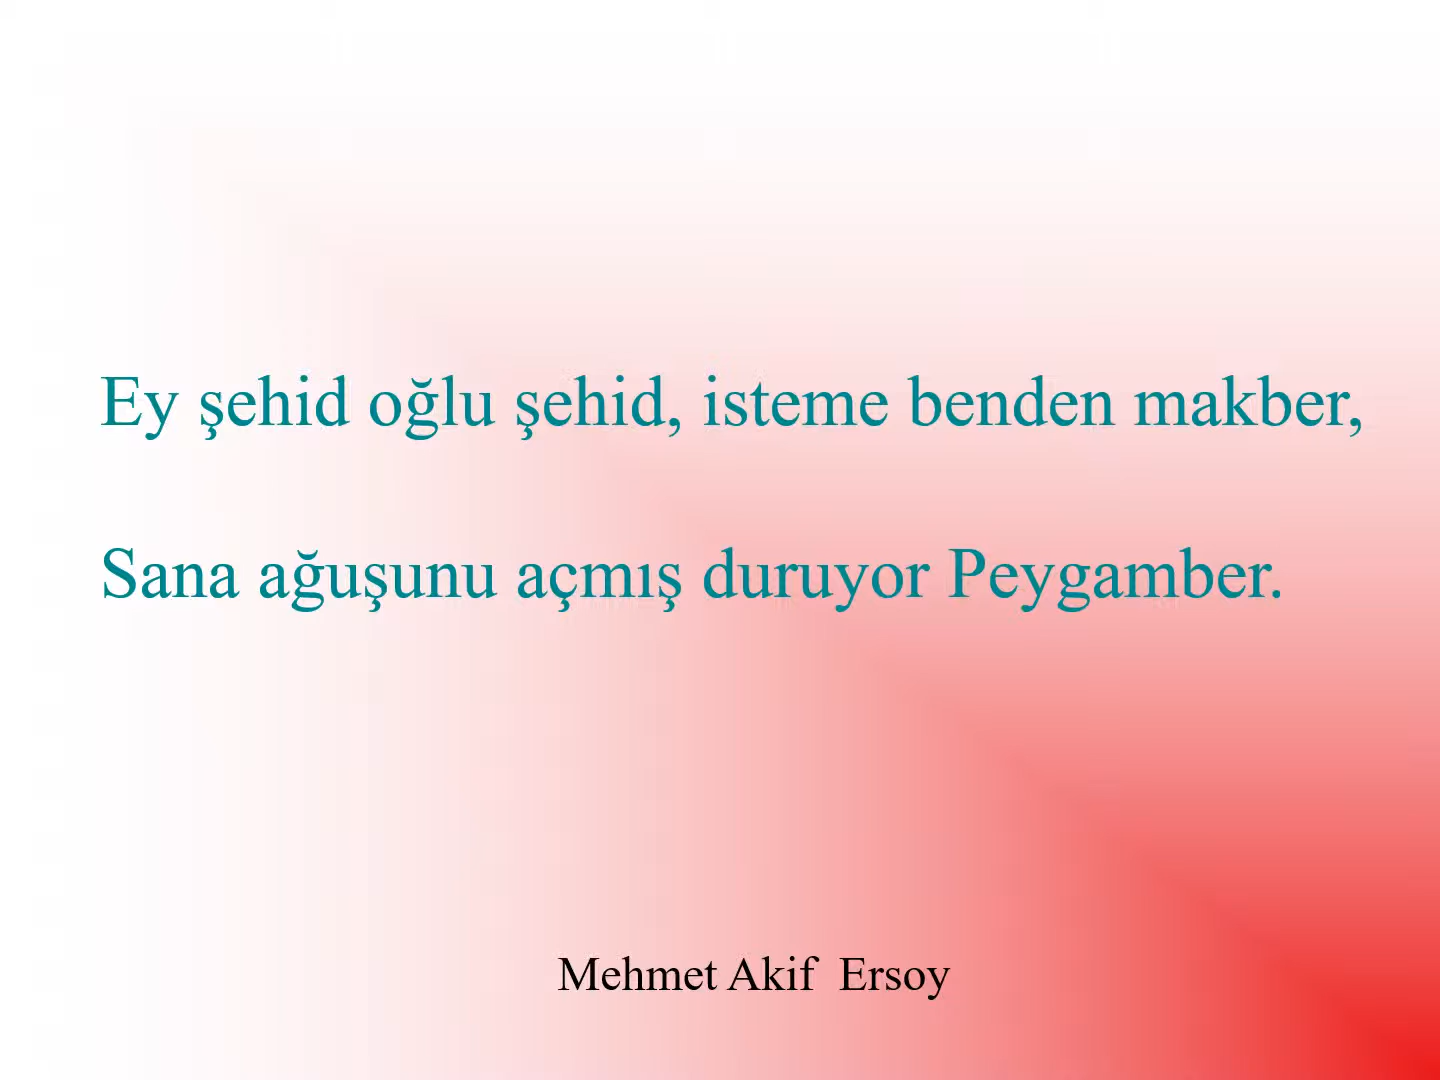 Ey şehid oğlu şehid, isteme benden makber,
Sana ağuşunu açmış duruyor Peygamber.
Mehmet Akif  Ersoy